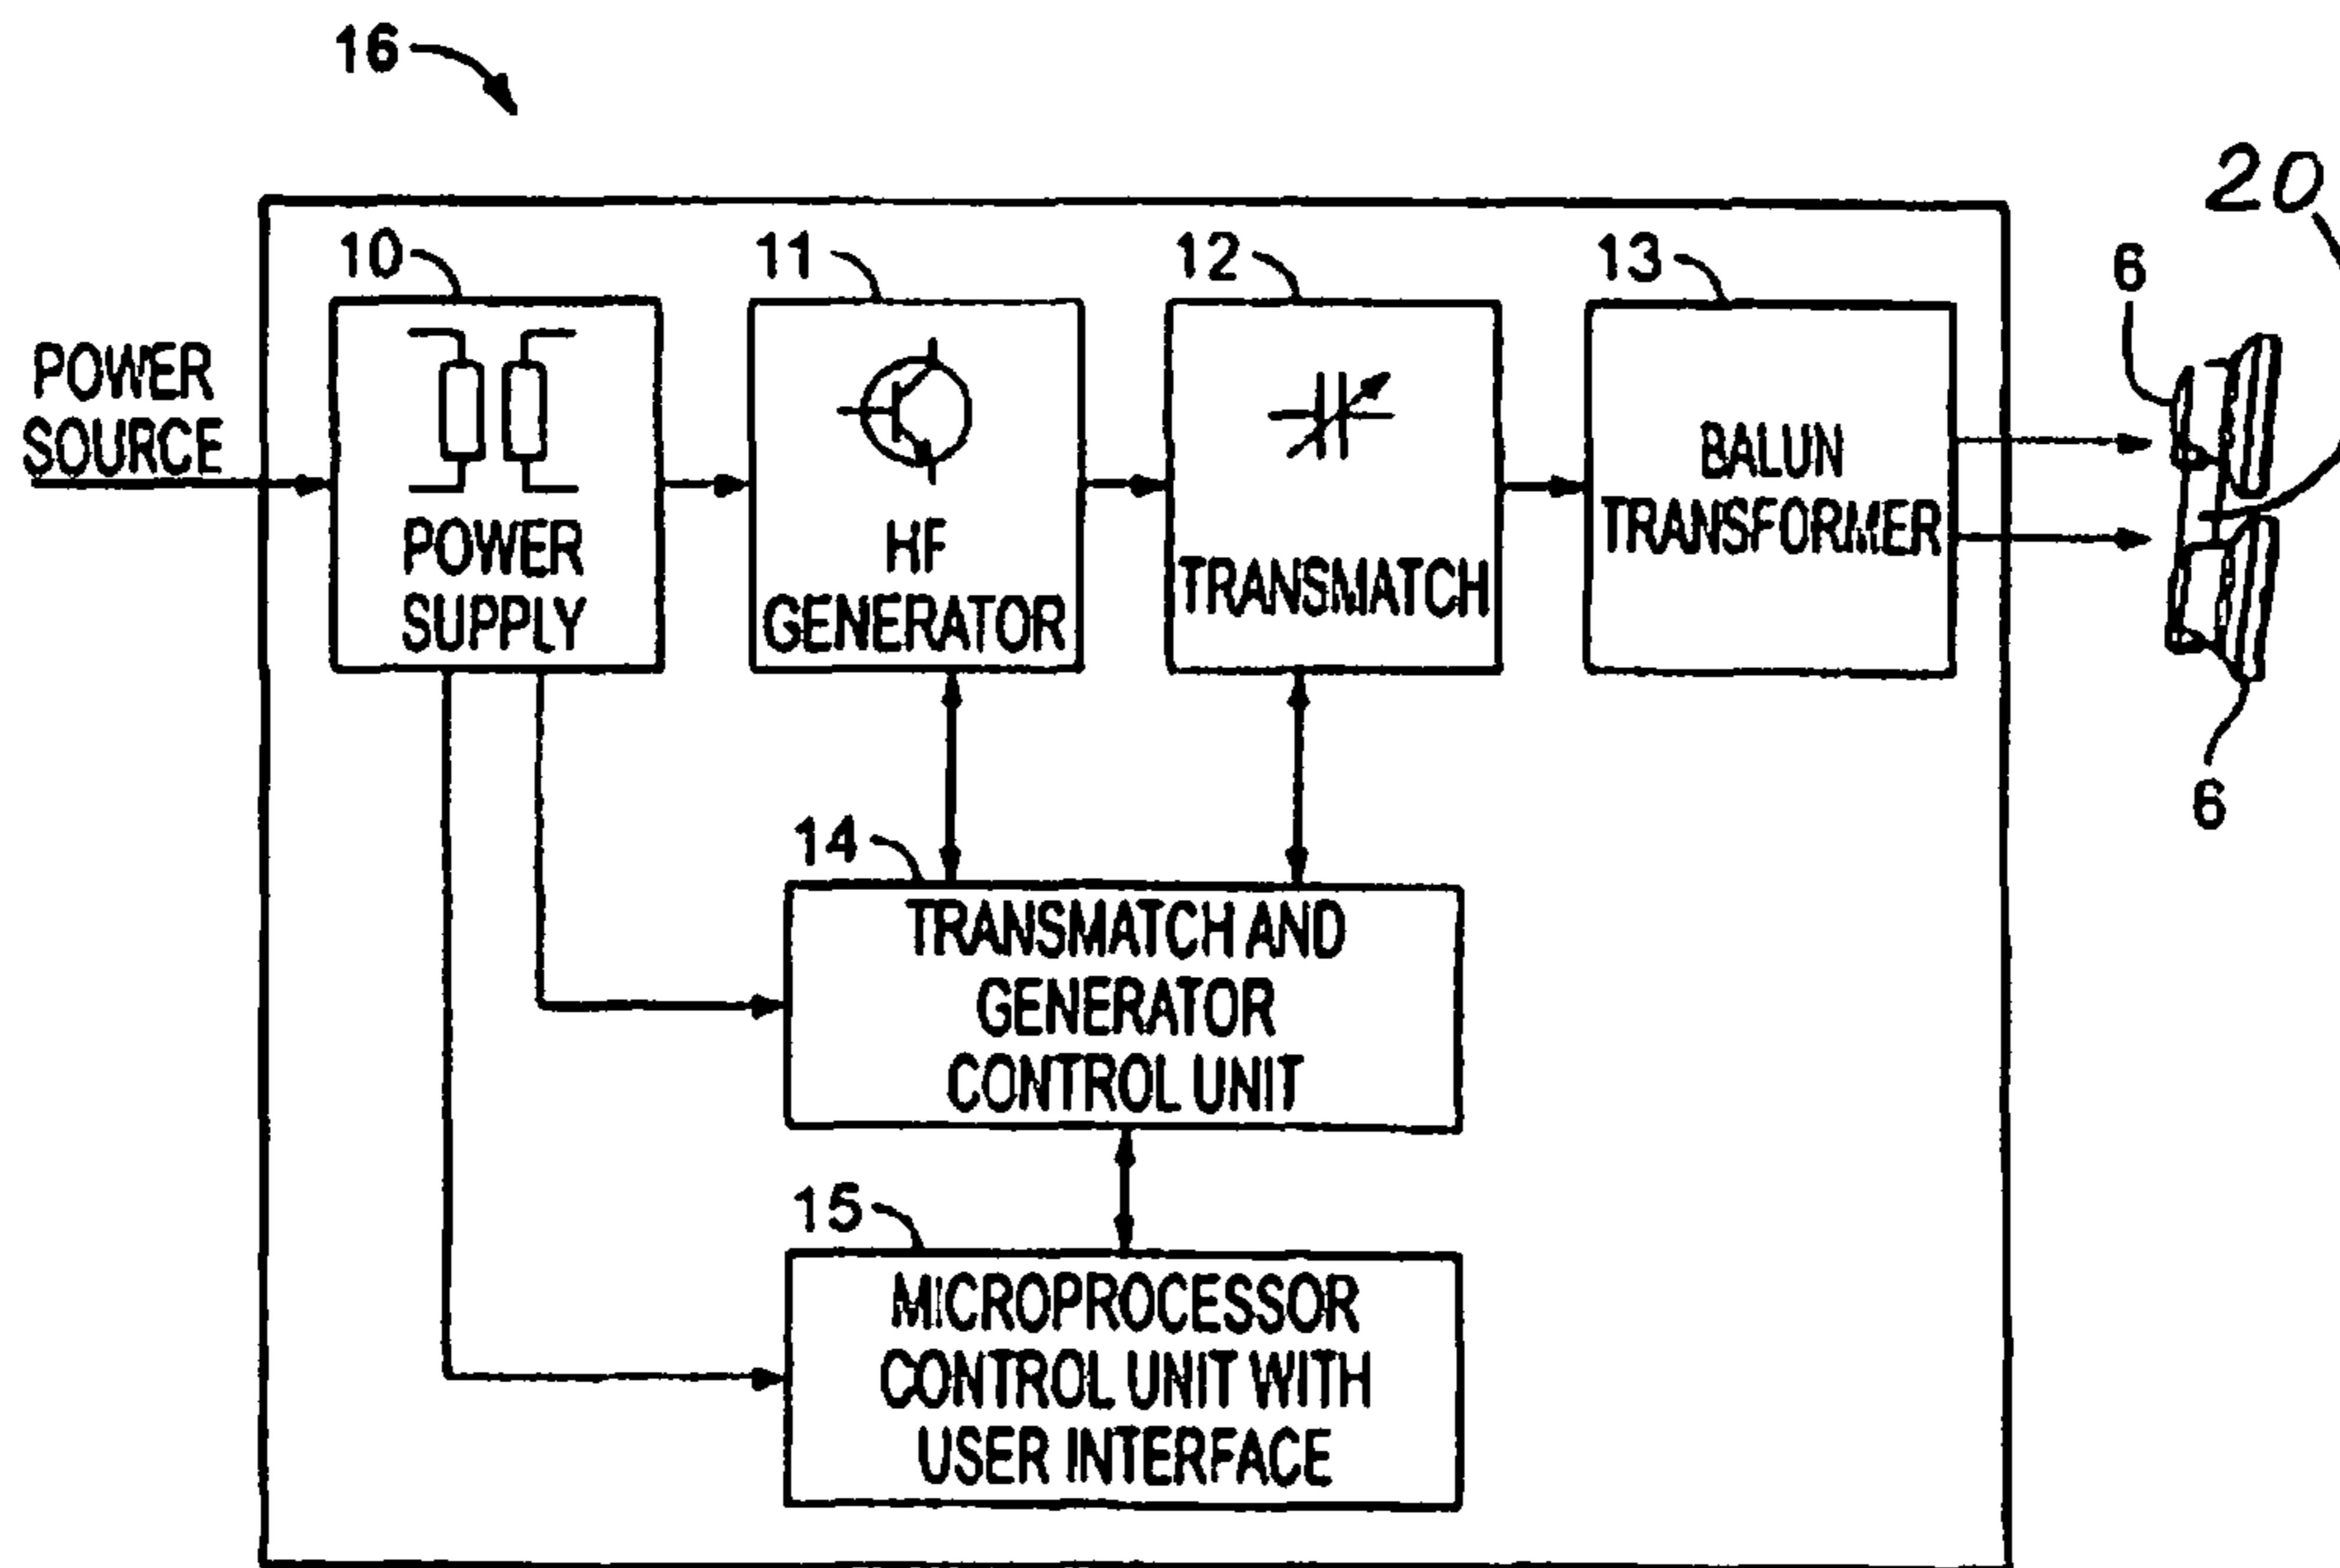 16
20
10
11
12
13
6
POWER
SOURCE
POWER
SUPPLY
HF
GENERATOR
TRANSMATCH
BALUN
TRANSFORMER
6
14
TRANSMATCH AND
GENERATOR
CONTROL UNIT
15
MICROPROCESSOR
CONTROL UNIT WITH
USER INTERFACE